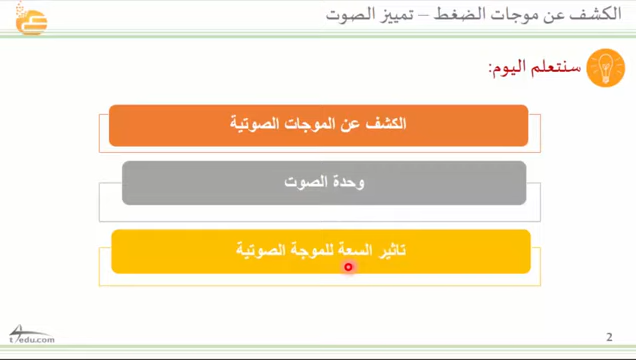 الكشف عن موجات الضغط – تمييز الصوت
سنتعلم اليوم:
الكشف عن الموجات الصوتية
وحدة الصوت
تاثير السعة للموجة الصوتية
t4edu.com
2